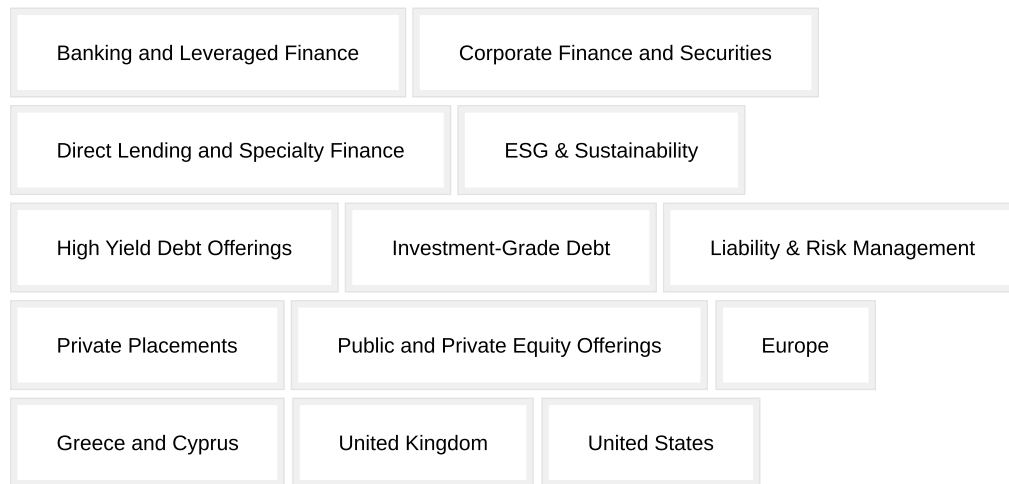 Banking and Leveraged Finance Corporate Finance and Securities
Direct Lending and Specialty Finance ESG & Sustainability
High Yield Debt Offerings Investment-Grade Debt Liability & Risk Management
Private Placements Public and Private Equity Offerings Europe
Greece and Cyprus United Kingdom United States